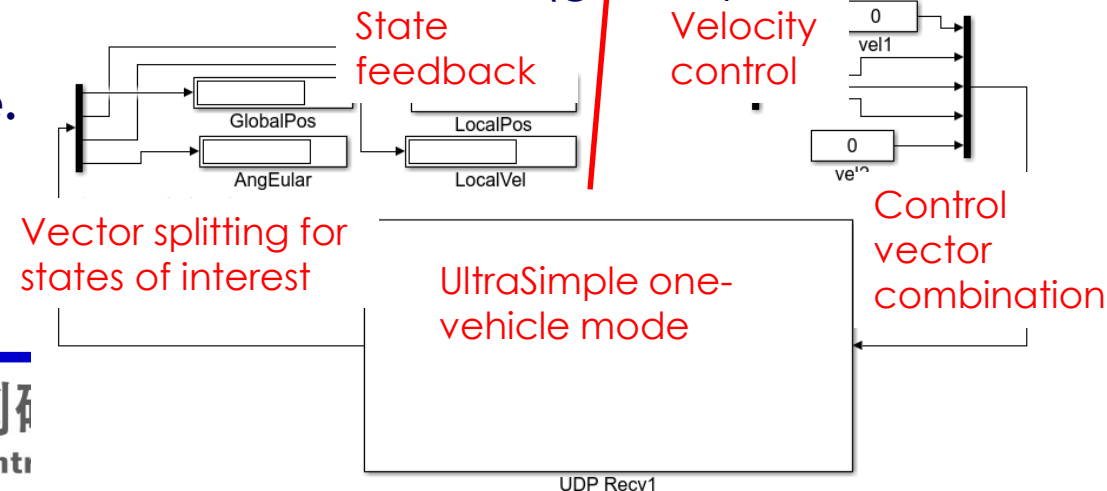 State
feedback
Velocity
control
0
vel1
e.
GlobalPos
LocalPos
0
AngEular
LocalVel
Vector splitting for
states of interest
UltraSimple one-
vehicle mode
Control
vector
combination
UDP Recv1